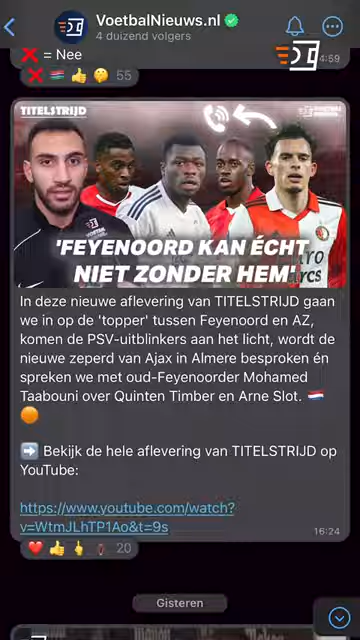 VoetbalNieuws.nl
4 duizend volgers
❌ = Nee
4:59
55
TITELSTRIJD
'FEYENOORD KAN ÉCHT
NIET ZONDER HEM'
In deze nieuwe aflevering van TITELSTRIJD gaan
we in op de 'topper' tussen Feyenoord en AZ,
komen de PSV-uitblinkers aan het licht, wordt de
nieuwe zeperd van Ajax in Almere besproken én
spreken we met oud-Feyenoorder Mohamed
Taabouni over Quinten Timber en Arne Slot. 🇳🇱
🟠
➡️ Bekijk de hele aflevering van TITELSTRIJD op
YouTube:
https://www.youtube.com/watch?
v=WtmJLhTP1Ao&t=9s
16:24
20
Gisteren